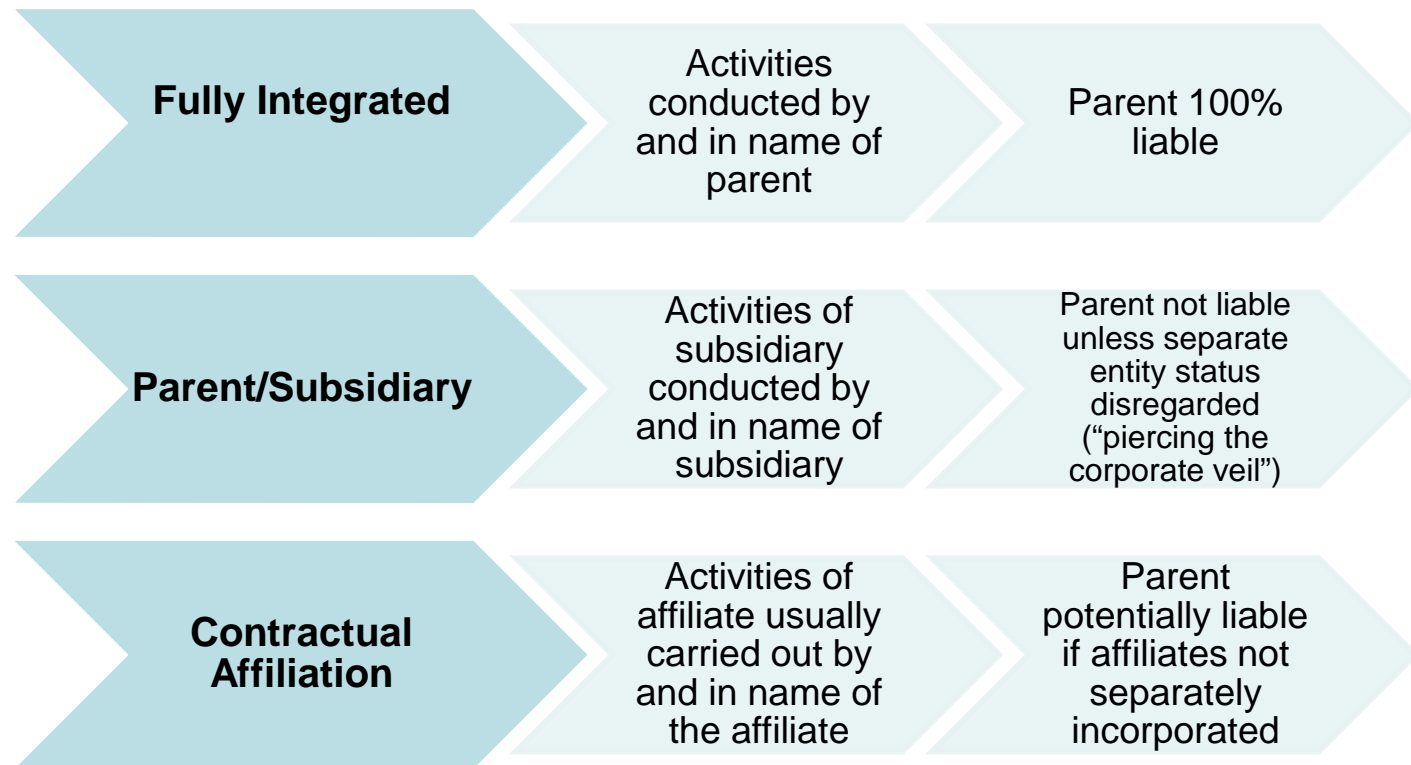 Fully Integrated
Activities
conducted by
and in name of
parent
Parent 100%
liable
Parent/Subsidiary
Activities of
subsidiary
conducted by
and in name of
subsidiary
Parent not liable
unless separate
entity status
disregarded
(“piercing the
corporate veil”)
Contractual
Affiliation
Activities of
affiliate usually
carried out by
and in name of
the affiliate
Parent
potentially liable
if affiliates not
separately
incorporated